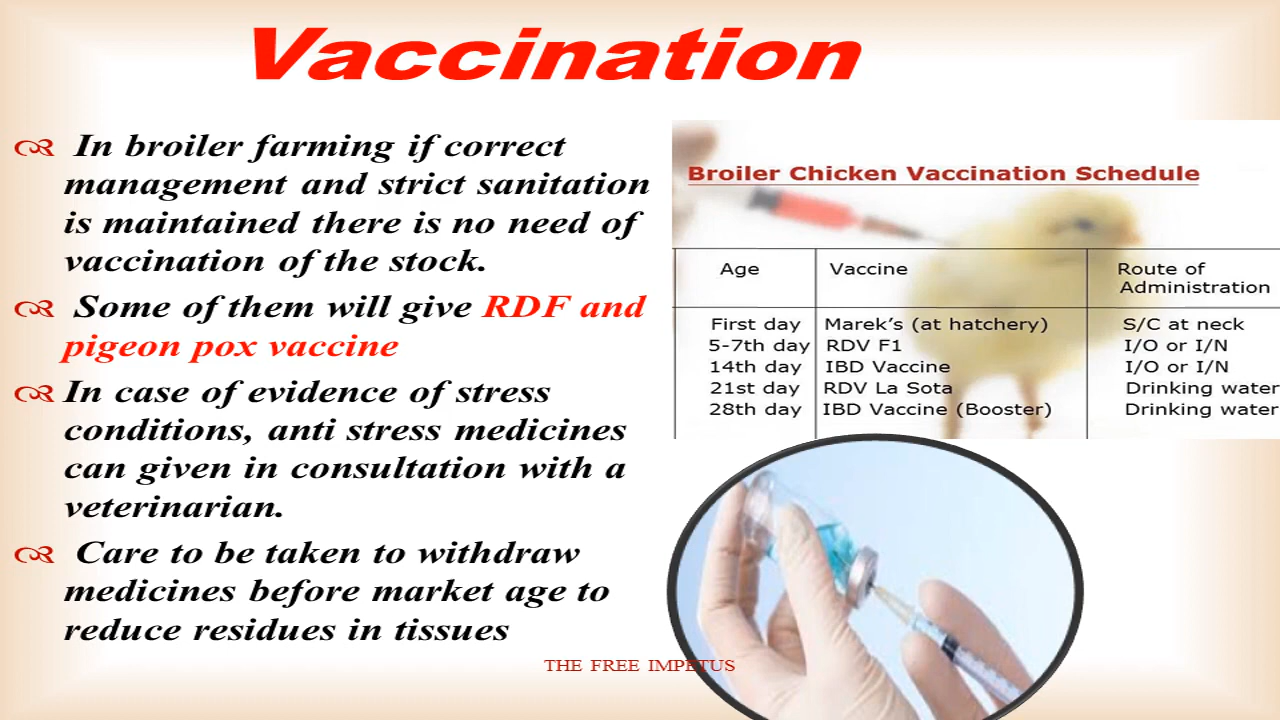 Vaccination
In broiler farming if correct
management and strict sanitation
is maintained there is no need of
vaccination of the stock.
Some of them will give RDF and
pigeon pox vaccine
In case of evidence of stress
conditions, anti stress medicines
can given in consultation with a
veterinarian.
Care to be taken to withdraw
medicines before market age to
reduce residues in tissues
Broiler Chicken Vaccination Schedule
Age Vaccine Route of
Administration
First day Marek's (at hatchery) S/C at neck
5-7th day RDV F1 I/O or I/N
14th day IBD Vaccine I/O or I/N
21st day RDV La Sota Drinking water
28th day IBD Vaccine (Booster) Drinking water
THE FREE IMPETUS